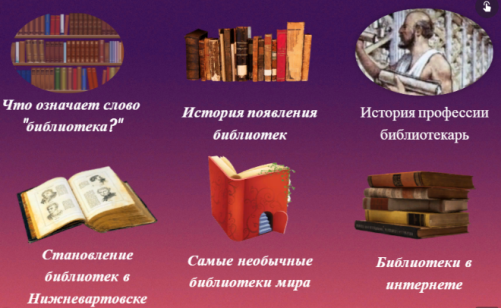 Что означает слово
"библиотека?"
История появления
библиотек
История профессии
библиотекарь
Становление
библиотек в
Нижневартовске
Самые необычные
библиотеки мира
Библиотеки в
интернете